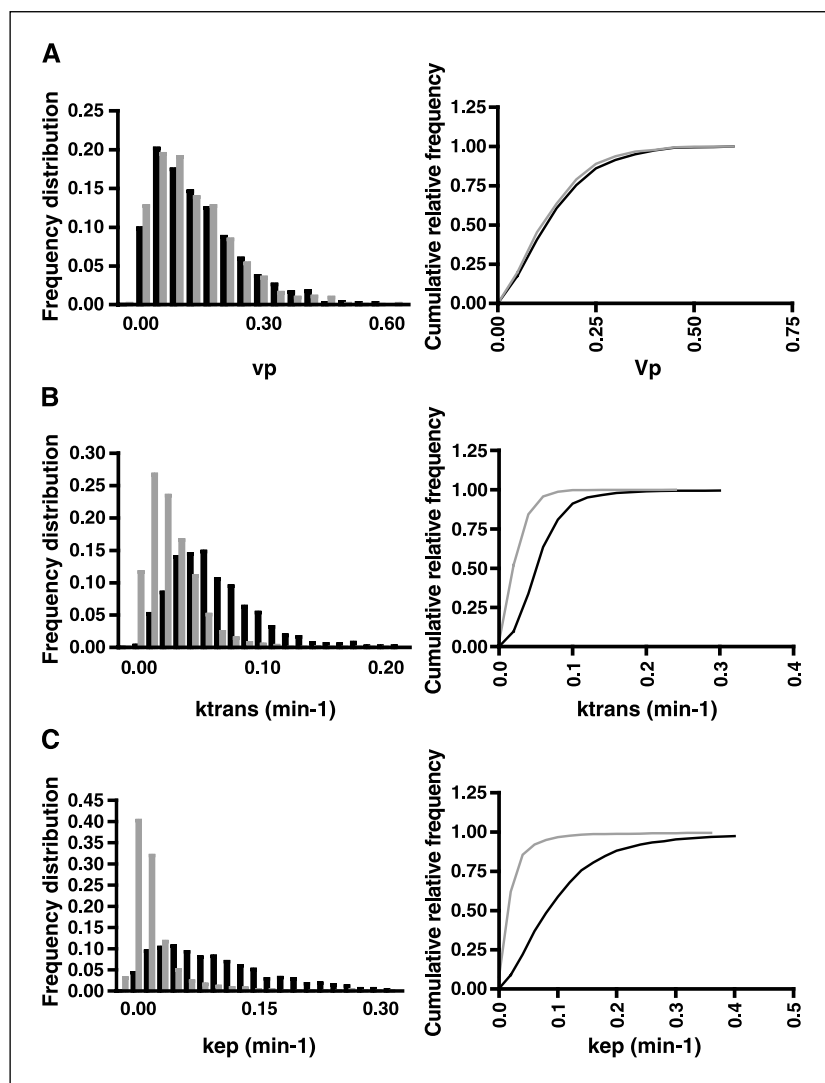 A
Frequency distribution
0.25
0.20
0.15
0.10
0.05
0.00
0.00 0.30 0.60
vp
Cumulative relative frequency
1.25
1.00
0.75
0.50
0.25
0.00
0.00 0.25 0.50 0.75
Vp
B
Frequency distribution
0.30
0.25
0.20
0.15
0.10
0.05
0.00
0.00 0.10 0.20
ktrans (min-1)
Cumulative relative frequency
1.25
1.00
0.75
0.50
0.25
0.00
0.0 0.1 0.2 0.3 0.4
ktrans (min-1)
C
Frequency distribution
0.45
0.40
0.35
0.30
0.25
0.20
0.15
0.10
0.05
0.00
0.00 0.15 0.30
kep (min-1)
Cumulative relative frequency
1.25
1.00
0.75
0.50
0.25
0.00
0.0 0.1 0.2 0.3 0.4 0.5
kep (min-1)